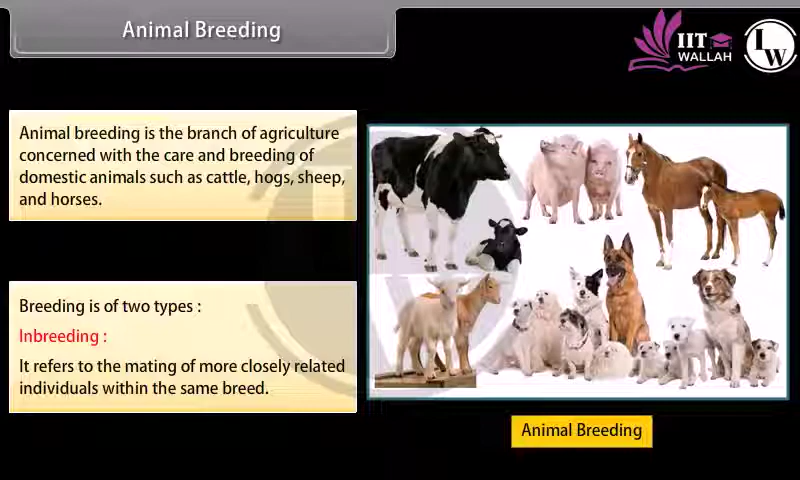 Animal Breeding
IIT
WALLAH
LW
Animal breeding is the branch of agriculture
concerned with the care and breeding of
domestic animals such as cattle, hogs, sheep,
and horses.
Breeding is of two types :
Inbreeding :
It refers to the mating of more closely related
individuals within the same breed.
Animal Breeding